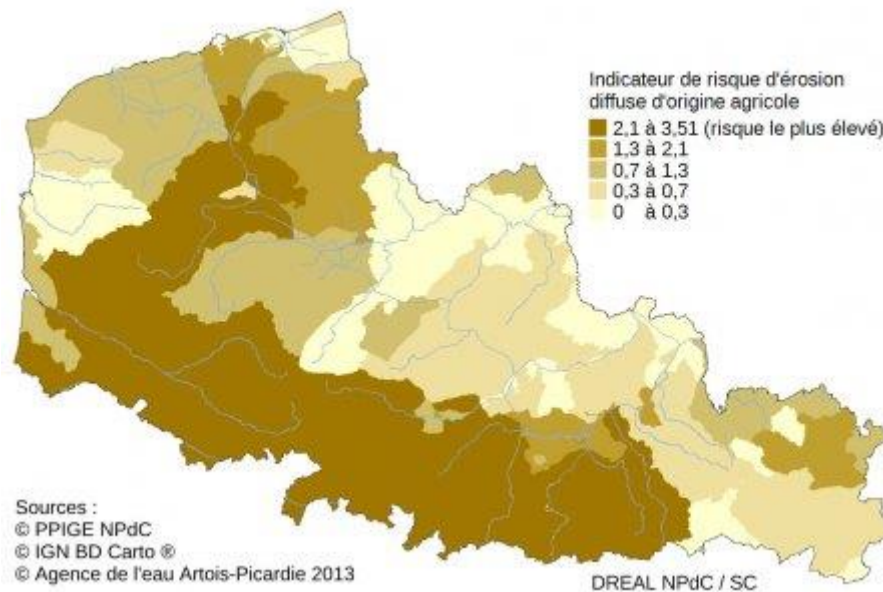 Indicateur de risque d'érosion
diffuse d'origine agricole
2,1 à 3,51 (risque le plus élevé)
1,3 à 2,1
0,7 à 1,3
0,3 à 0,7
0 à 0,3
Sources :
© PPIGE NPdC
© IGN BD Carto ®
© Agence de l'eau Artois-Picardie 2013
DREAL NPdC / SC